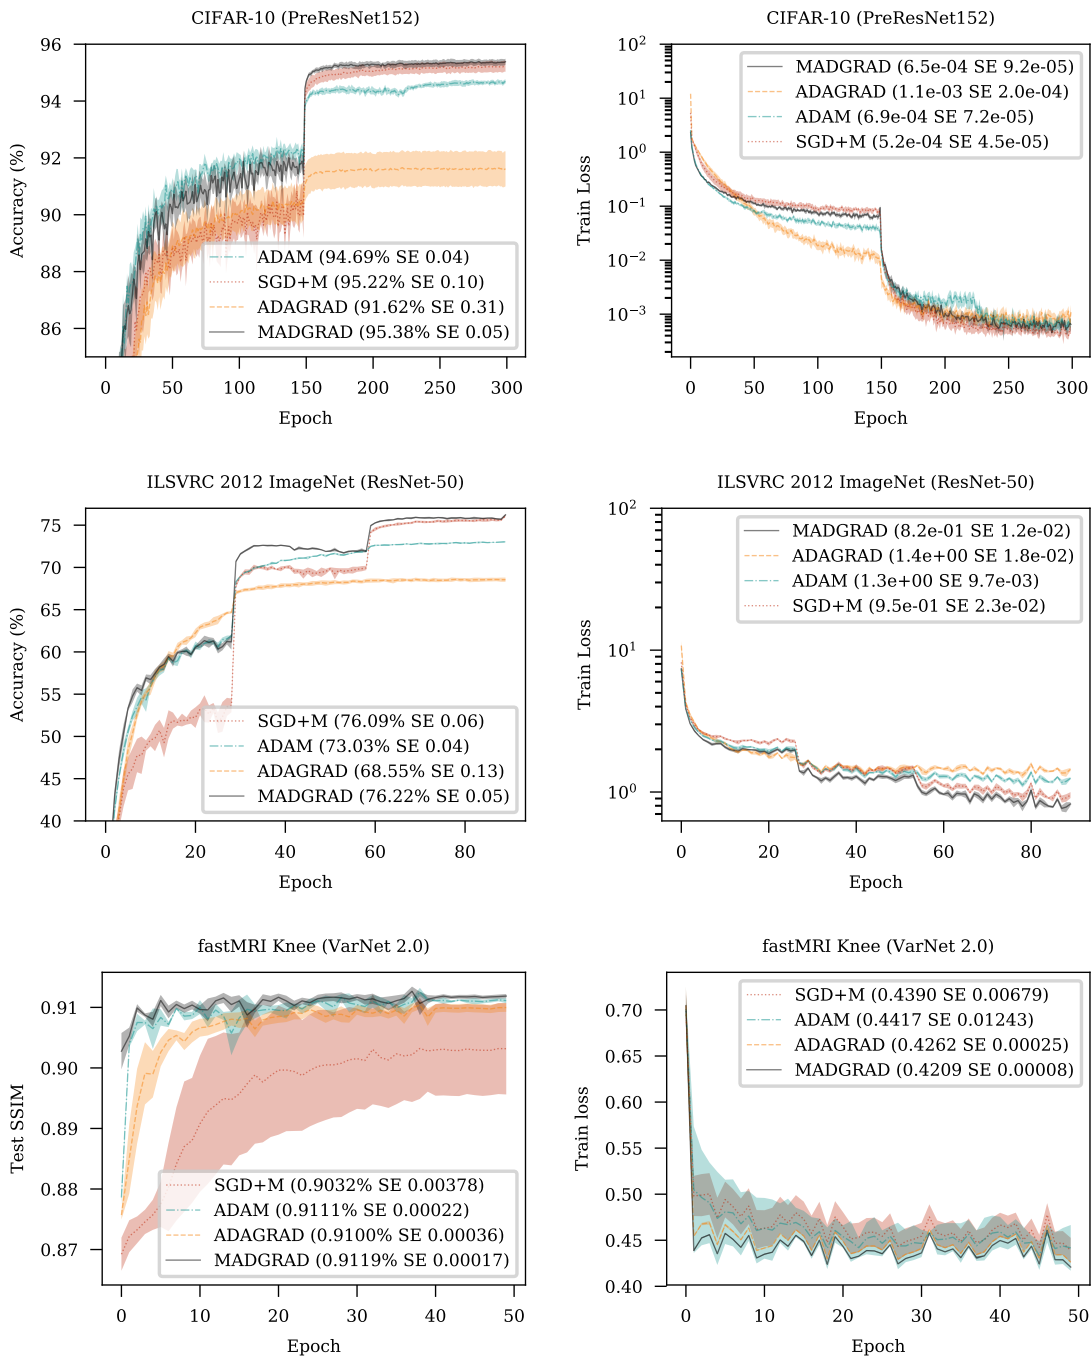 CIFAR-10 (PreResNet152)
96
94
92
90
88
86
Accuracy (%)
ADAM (94.69% SE 0.04)
SGD+M (95.22% SE 0.10)
ADAGRAD (91.62% SE 0.31)
MADGRAD (95.38% SE 0.05)
0 50 100 150 200 250 300
Epoch
CIFAR-10 (PreResNet152)
10²
10¹
10⁰
10⁻¹
10⁻²
10⁻³
Train Loss
MADGRAD (6.5e-04 SE 9.2e-05)
ADAGRAD (1.1e-03 SE 2.0e-04)
ADAM (6.9e-04 SE 7.2e-05)
SGD+M (5.2e-04 SE 4.5e-05)
0 50 100 150 200 250 300
Epoch
ILSVRC 2012 ImageNet (ResNet-50)
75
70
65
60
55
50
45
40
Accuracy (%)
SGD+M (76.09% SE 0.06)
ADAM (73.03% SE 0.04)
ADAGRAD (68.55% SE 0.13)
MADGRAD (76.22% SE 0.05)
0 20 40 60 80
Epoch
ILSVRC 2012 ImageNet (ResNet-50)
10²
10¹
10⁰
Train Loss
MADGRAD (8.2e-01 SE 1.2e-02)
ADAGRAD (1.4e+00 SE 1.8e-02)
ADAM (1.3e+00 SE 9.7e-03)
SGD+M (9.5e-01 SE 2.3e-02)
0 20 40 60 80
Epoch
fastMRI Knee (VarNet 2.0)
0.91
0.90
0.89
0.88
0.87
Test SSIM
SGD+M (0.9032% SE 0.00378)
ADAM (0.9111% SE 0.00022)
ADAGRAD (0.9100% SE 0.00036)
MADGRAD (0.9119% SE 0.00017)
0 10 20 30 40 50
Epoch
fastMRI Knee (VarNet 2.0)
0.70
0.65
0.60
0.55
0.50
0.45
0.40
Train loss
SGD+M (0.4390 SE 0.00679)
ADAM (0.4417 SE 0.01243)
ADAGRAD (0.4262 SE 0.00025)
MADGRAD (0.4209 SE 0.00008)
0 10 20 30 40 50
Epoch